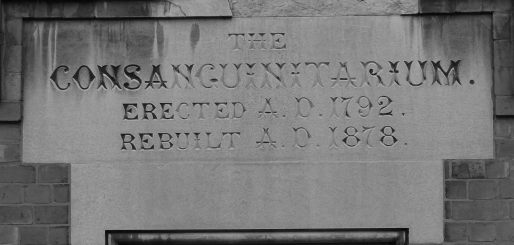 THE
CONSANGUINITARIUM.
ERECTED A.D. 1792.
REBUILT A.D. 1878.